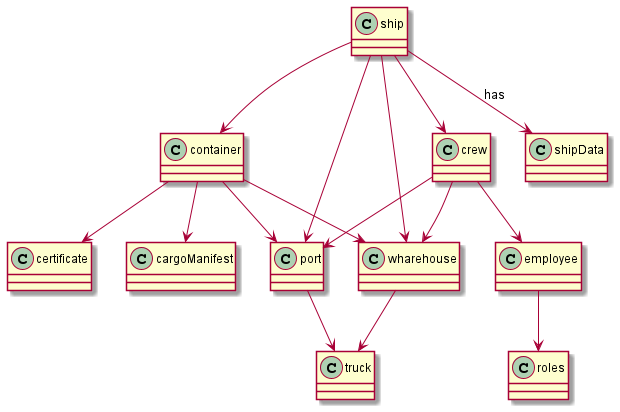 C ship
has
C container
C crew
C shipData
C certificate
C cargoManifest
C port
C wharehouse
C employee
C truck
C roles